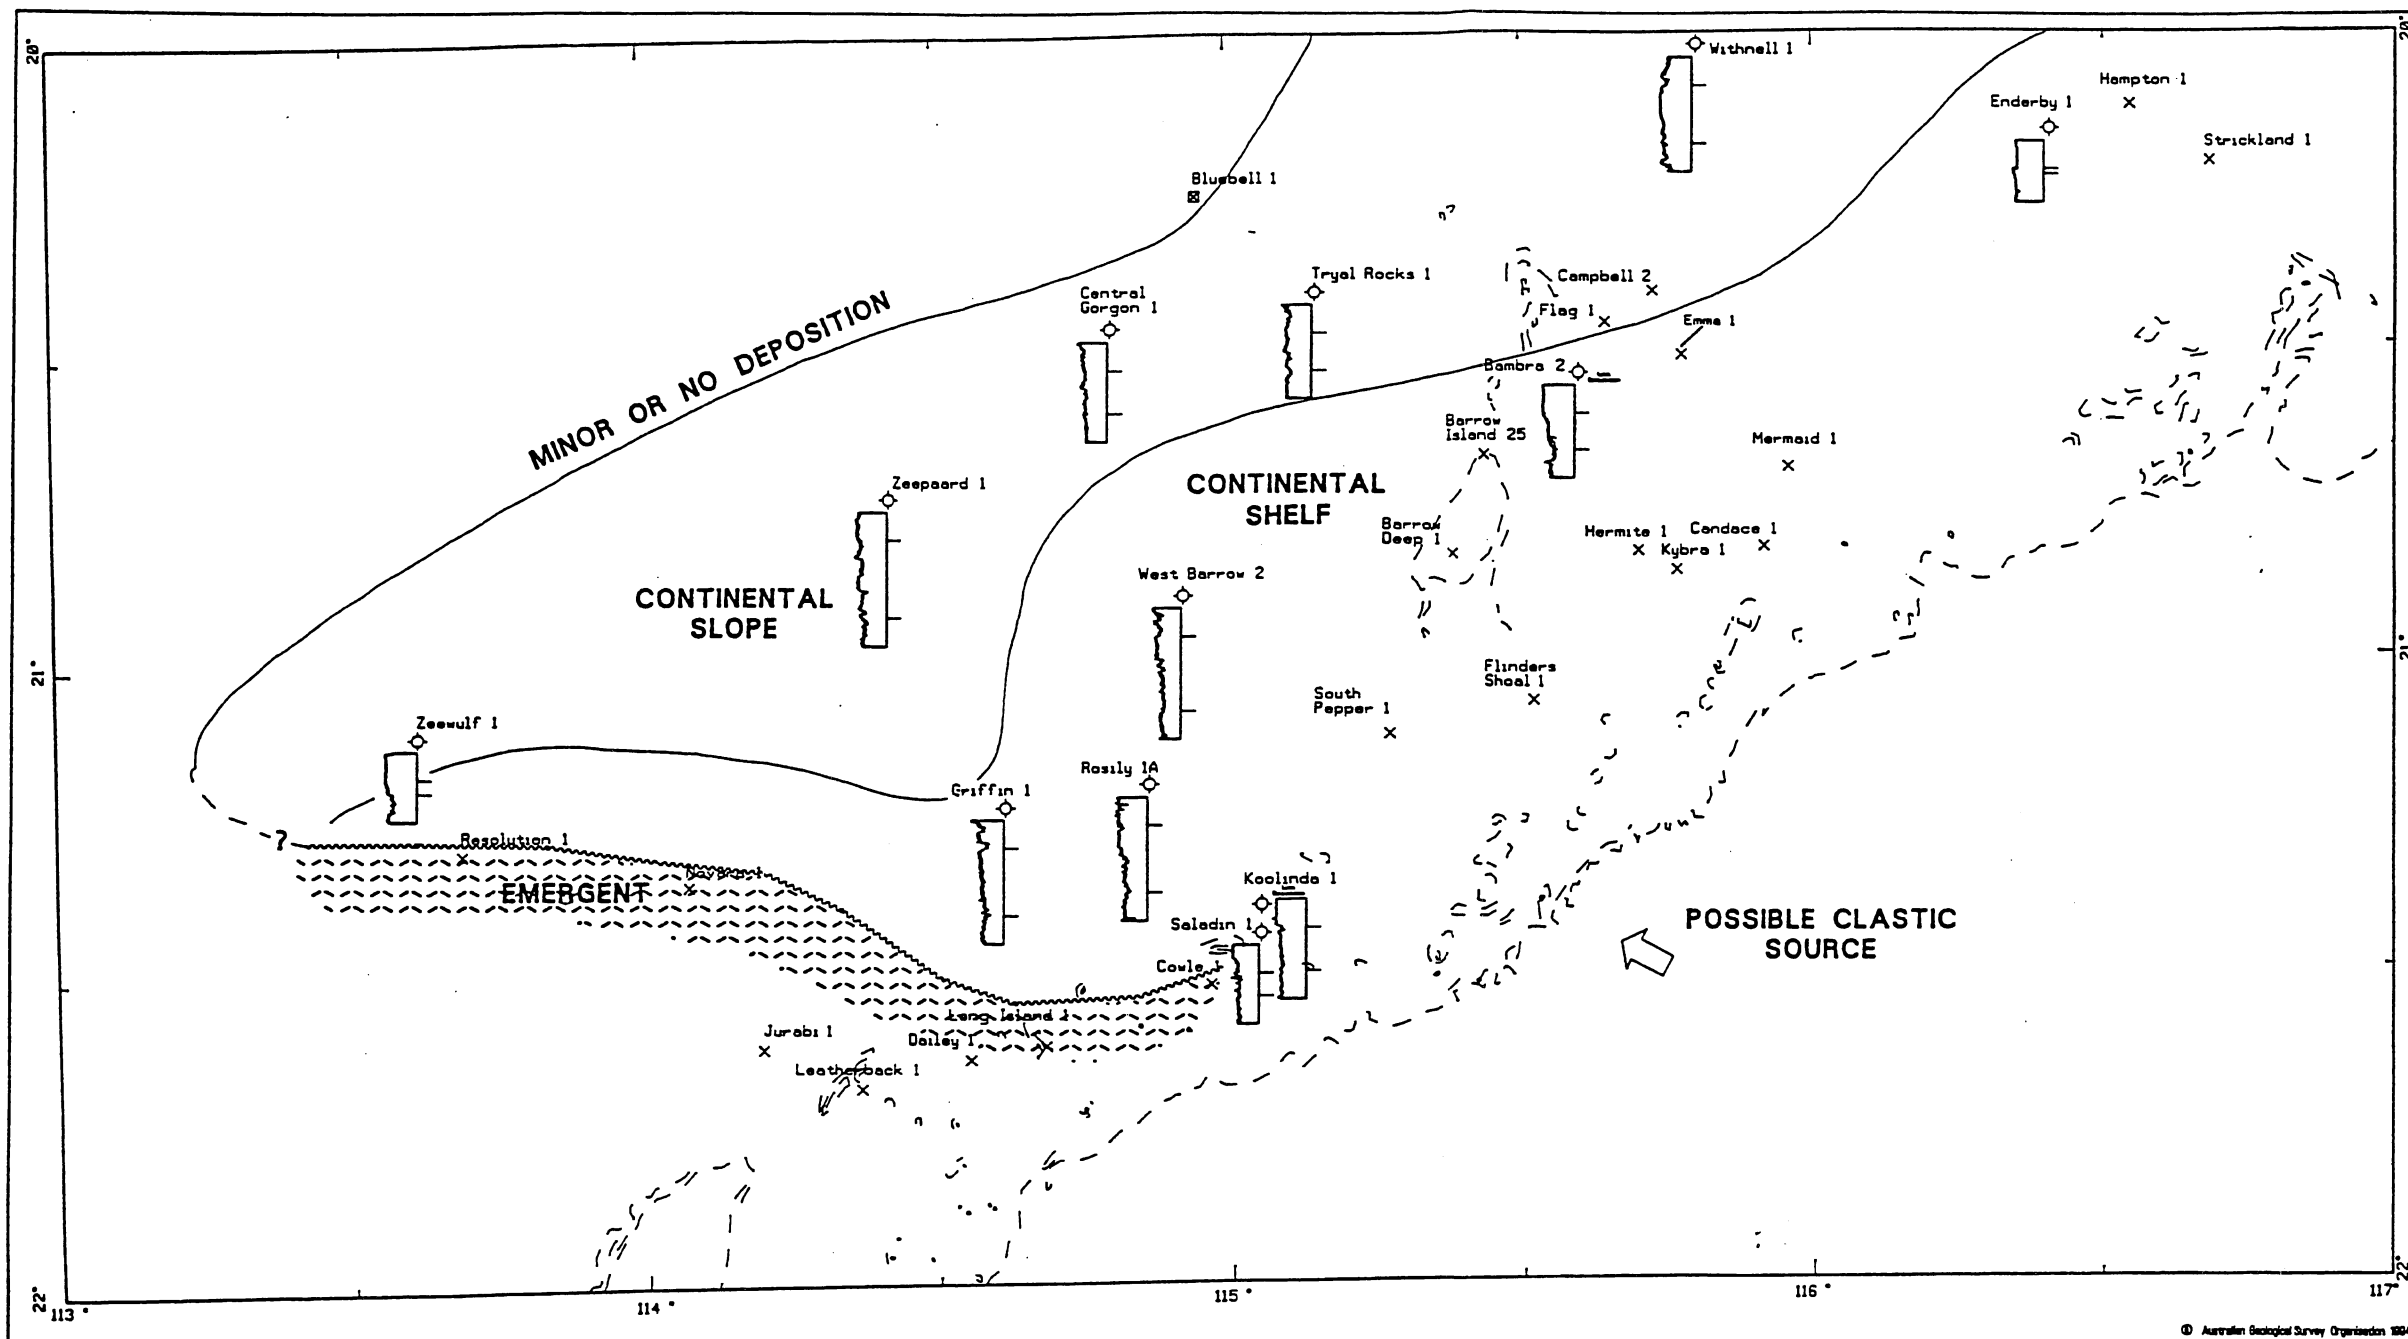 20°
20°
Withnell 1
Hampton 1
Enderby 1
Strickland 1
Bluebell 1
Tryal Rocks 1
Campbell 2
Central
Gorgon 1
Flag 1
Emma 1
MINOR OR NO DEPOSITION
Bambra 2
Barrow
Island 25
Mermaid 1
Zeepaard 1
CONTINENTAL
SHELF
Barrow
Deep 1
Hermite 1
Candace 1
Kybra 1
West Barrow 2
CONTINENTAL
SLOPE
21°
21°
Flinders
Shoal 1
South
Pepper 1
Zeewulf 1
Rosily 1A
Griffin 1
?
Resolution 1
EMERGENT
Koolinda 1
Saladin 1
POSSIBLE CLASTIC
SOURCE
Cowle 1
Long Island 1
Jurabi 1
Dailey 1
Leatherback 1
22°
22°
113°
114°
115°
116°
117°
Australian Geological Survey Organisation